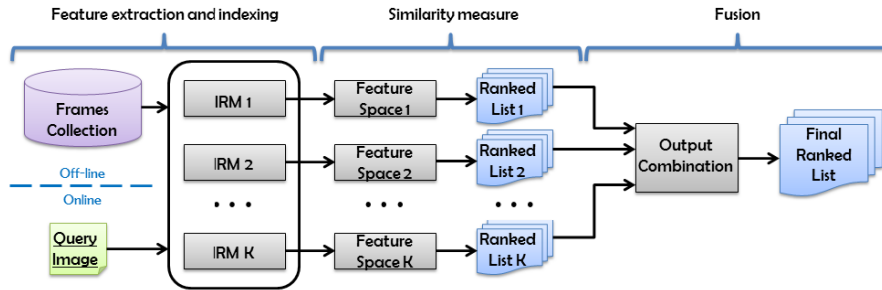 Feature extraction and indexing
Similarity measure
Fusion
Frames
Collection
IRM 1
Feature
Space 1
Ranked
List 1
IRM 2
Feature
Space 2
Ranked
List 2
Output
Combination
Final
Ranked
List
Off-line
Online
• • •
• • •
• • •
Query
Image
IRM K
Feature
Space K
Ranked
List K